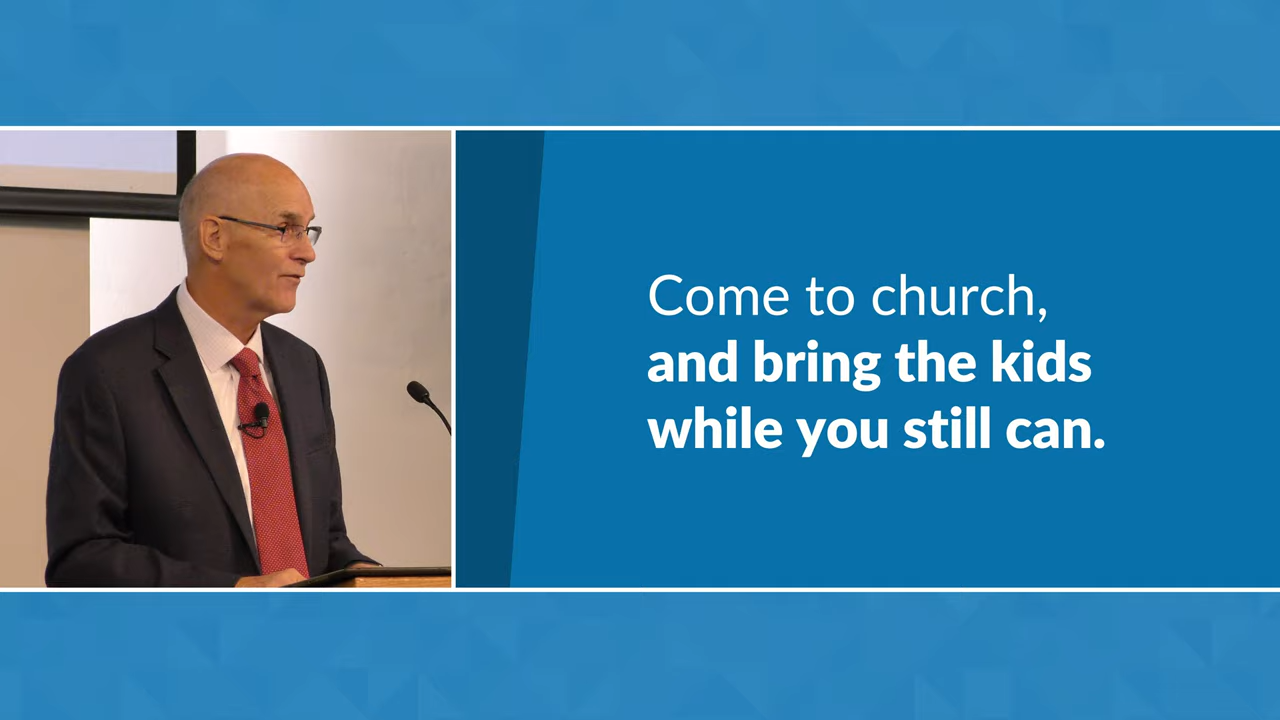 Come to church,
and bring the kids
while you still can.